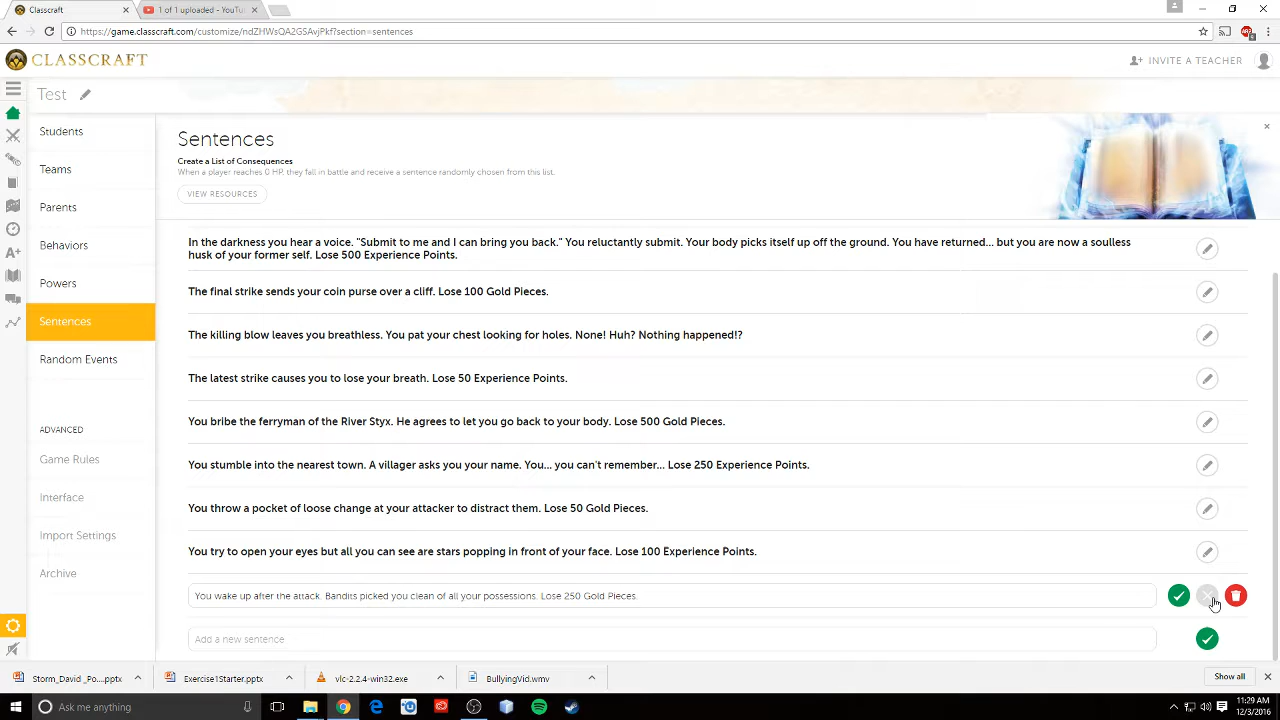 Classcraft
1 of 1 uploaded - YouTu
https://game.classcraft.com/customize/ndZHWsQA2GSAvjPkf?section=sentences
CLASSCRAFT
INVITE A TEACHER
Test
Students
Teams
Parents
Behaviors
Powers
Sentences
Random Events
ADVANCED
Game Rules
Interface
Import Settings
Archive
Sentences
Create a List of Consequences
When a player reaches 0 HP, they fall in battle and receive a sentence randomly chosen from this list.
VIEW RESOURCES
In the darkness you hear a voice. "Submit to me and I can bring you back." You reluctantly submit. Your body picks itself up off the ground. You have returned... but you are now a soulless
husk of your former self. Lose 500 Experience Points.
The final strike sends your coin purse over a cliff. Lose 100 Gold Pieces.
The killing blow leaves you breathless. You pat your chest looking for holes. None! Huh? Nothing happened!?
The latest strike causes you to lose your breath. Lose 50 Experience Points.
You bribe the ferryman of the River Styx. He agrees to let you go back to your body. Lose 500 Gold Pieces.
You stumble into the nearest town. A villager asks you your name. You... you can't remember... Lose 250 Experience Points.
You throw a pocket of loose change at your attacker to distract them. Lose 50 Gold Pieces.
You try to open your eyes but all you can see are stars popping in front of your face. Lose 100 Experience Points.
You wake up after the attack. Bandits picked you clean of all your possessions. Lose 250 Gold Pieces.
Add a new sentence
Storm_David _Fo....pptx
Exercise1Starter.pptx
vlc-2.2.4-win32.exe
BullyingVid.wmv
Show all
Ask me anything
11:29 AM
12/3/2016